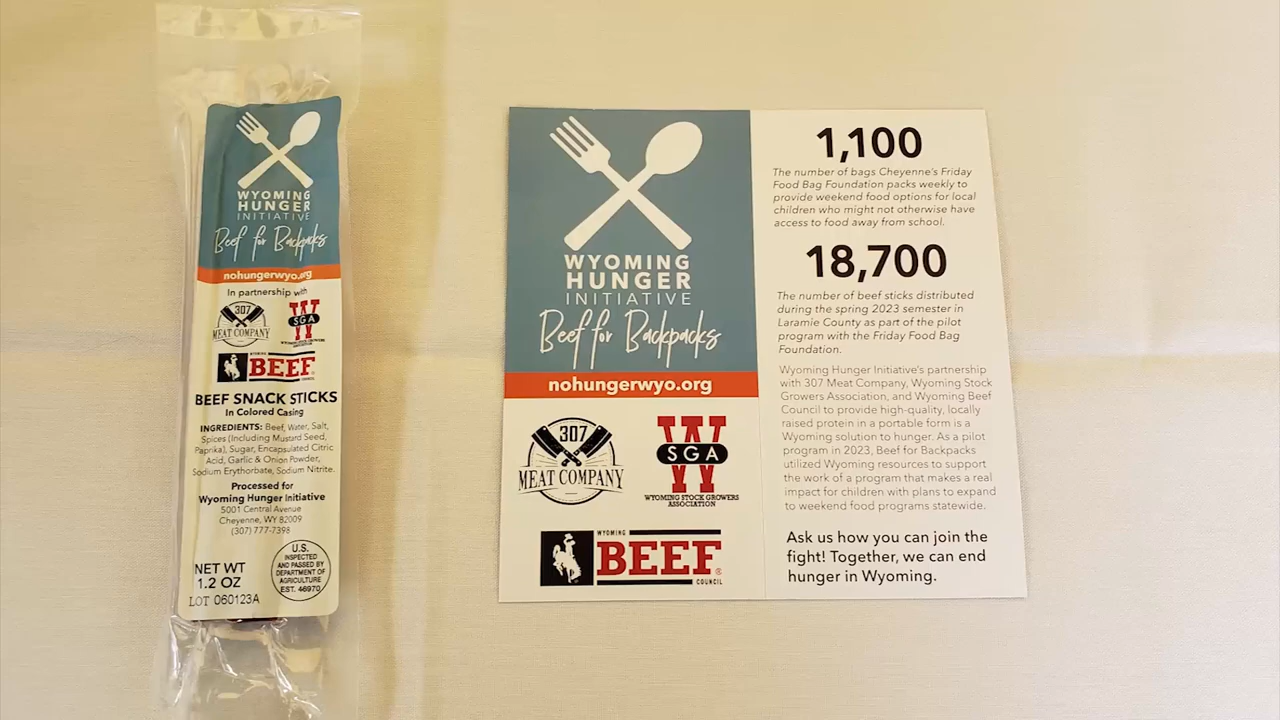 WYOMING
HUNGER
INITIATIVE
Beef for Backpacks
nohungerwyo.org
In partnership with
307
MEAT COMPANY
W
SGA
WYOMING STOCK GROWERS
ASSOCIATION
WYOMING
BEEF
COUNCIL
BEEF SNACK STICKS
In Colored Casing
INGREDIENTS: Beef, Water, Salt,
Spices (Including Mustard Seed,
Paprika), Sugar, Encapsulated Citric
Acid, Garlic & Onion Powder,
Sodium Erythorbate, Sodium Nitrite.
Processed for
Wyoming Hunger Initiative
5001 Central Avenue
Cheyenne, WY 82009
(307) 777-7398
NET WT
1.2 OZ
LOT 060123A
U.S.
INSPECTED
AND PASSED BY
DEPARTMENT OF
AGRICULTURE
EST. 46970
WYOMING
HUNGER
INITIATIVE
Beef for Backpacks
nohungerwyo.org
307
MEAT COMPANY
W
SGA
WYOMING STOCK GROWERS
ASSOCIATION
WYOMING
BEEF®
COUNCIL
1,100
The number of bags Cheyenne's Friday
Food Bag Foundation packs weekly to
provide weekend food options for local
children who might not otherwise have
access to food away from school.
18,700
The number of beef sticks distributed
during the spring 2023 semester in
Laramie County as part of the pilot
program with the Friday Food Bag
Foundation.
Wyoming Hunger Initiative's partnership
with 307 Meat Company, Wyoming Stock
Growers Association, and Wyoming Beef
Council to provide high-quality, locally
raised protein in a portable form is a
Wyoming solution to hunger. As a pilot
program in 2023, Beef for Backpacks
utilized Wyoming resources to support
the work of a program that makes a real
impact for children with plans to expand
to weekend food programs statewide.
Ask us how you can join the
fight! Together, we can end
hunger in Wyoming.